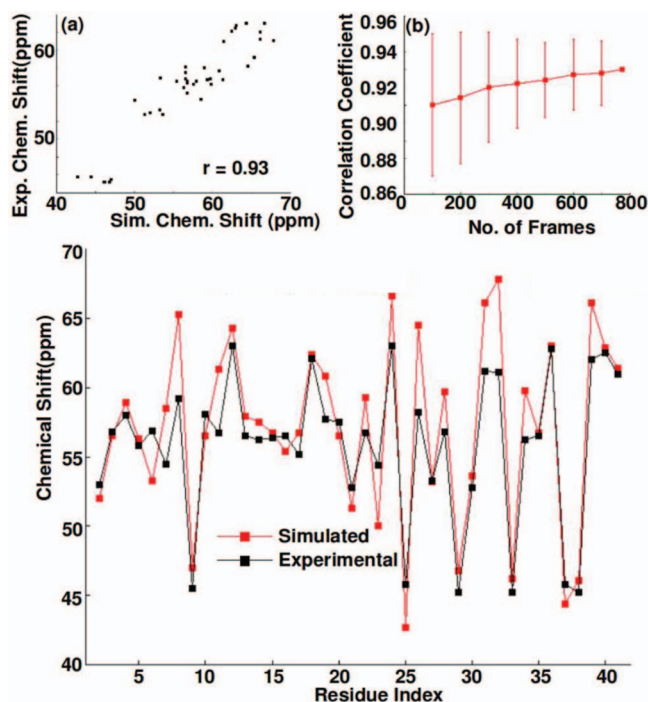 (a)
Exp. Chem. Shift(ppm)
60
50
r = 0.93
40 50 60 70
Sim. Chem. Shift (ppm)
(b)
Correlation Coefficient
0.96
0.94
0.92
0.90
0.88
0.86
0 200 400 600 800
No. of Frames
Chemical Shift(ppm)
70
65
60
55
50
45
40
Simulated
Experimental
5 10 15 20 25 30 35 40
Residue Index